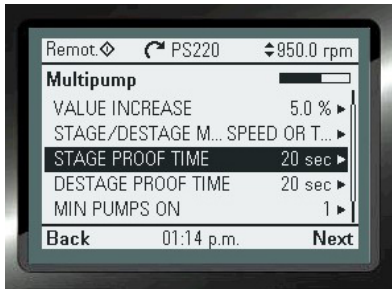 Remot. PS220 950.0 rpm
Multipump
VALUE INCREASE 5.0 %
STAGE/DESTAGE M... SPEED OR T...
STAGE PROOF TIME 20 sec
DESTAGE PROOF TIME 20 sec
MIN PUMPS ON 1
Back 01:14 p.m. Next